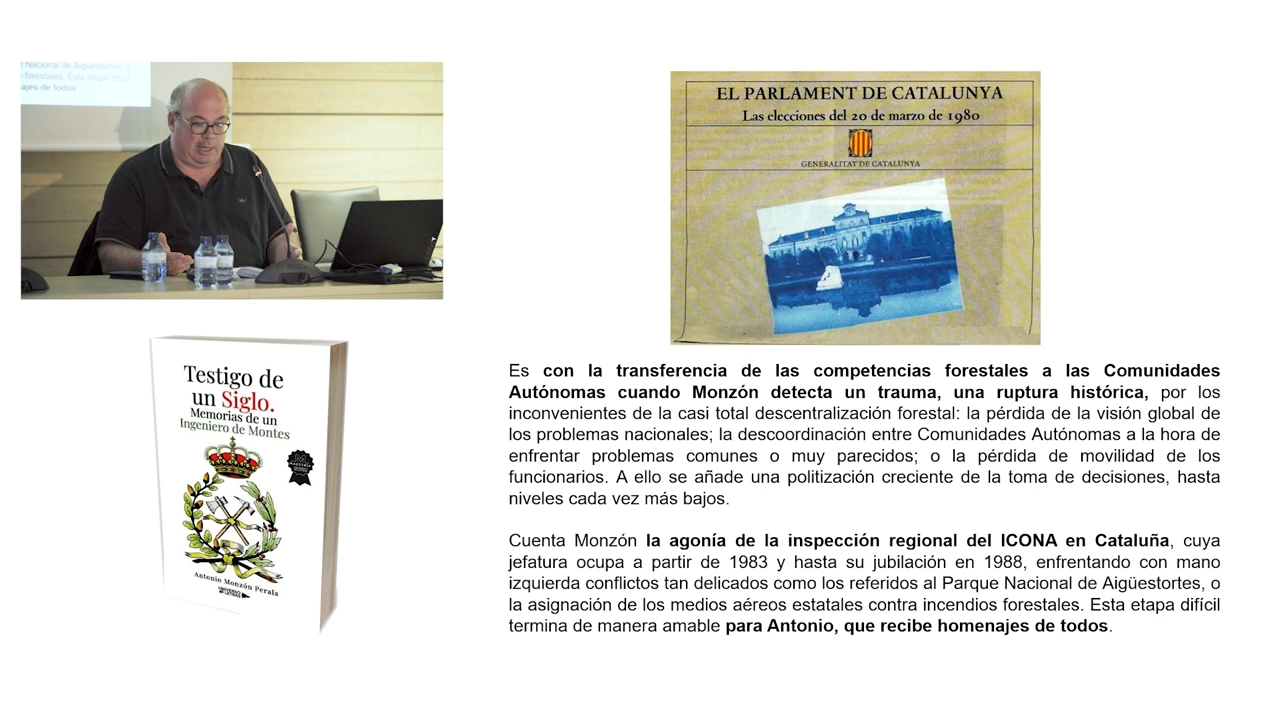 Nacional de Aigüestortes, o
forestales. Esta etapa difícil
ajes de todos.
EL PARLAMENT DE CATALUNYA
Las elecciones del 20 de marzo de 1980
GENERALITAT DE CATALUNYA
Testigo de
un Siglo.
Memorias de un
Ingeniero de Montes
Antonio Monzón Perala
UNIVERSO
DE LETRAS
Es con la transferencia de las competencias forestales a las Comunidades
Autónomas cuando Monzón detecta un trauma, una ruptura histórica, por los
inconvenientes de la casi total descentralización forestal: la pérdida de la visión global de
los problemas nacionales; la descoordinación entre Comunidades Autónomas a la hora de
enfrentar problemas comunes o muy parecidos; o la pérdida de movilidad de los
funcionarios. A ello se añade una politización creciente de la toma de decisiones, hasta
niveles cada vez más bajos.
Cuenta Monzón la agonía de la inspección regional del ICONA en Cataluña, cuya
jefatura ocupa a partir de 1983 y hasta su jubilación en 1988, enfrentando con mano
izquierda conflictos tan delicados como los referidos al Parque Nacional de Aigüestortes, o
la asignación de los medios aéreos estatales contra incendios forestales. Esta etapa difícil
termina de manera amable para Antonio, que recibe homenajes de todos.